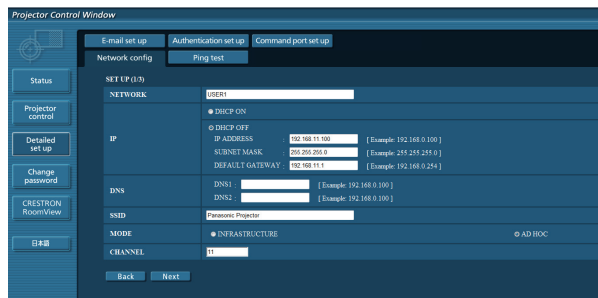 Projector Control Window
E-mail set up Authentication set up Command port set up
Network config Ping test
Status
Projector control
Detailed set up
Change password
CRESTRON RoomView
日本語
SET UP (1/3)
NETWORK USER1
IP DHCP ON
DHCP OFF
IP ADDRESS : 192.168.11.100 [ Example: 192.168.0.100 ]
SUBNET MASK : 255.255.255.0 [ Example: 255.255.255.0 ]
DEFAULT GATEWAY : 192.168.11.1 [ Example: 192.168.0.254 ]
DNS DNS1 : [ Example: 192.168.0.100 ]
DNS2 : [ Example: 192.168.0.100 ]
SSID Panasonic Projector
MODE INFRASTRUCTURE AD HOC
CHANNEL 11
Back Next